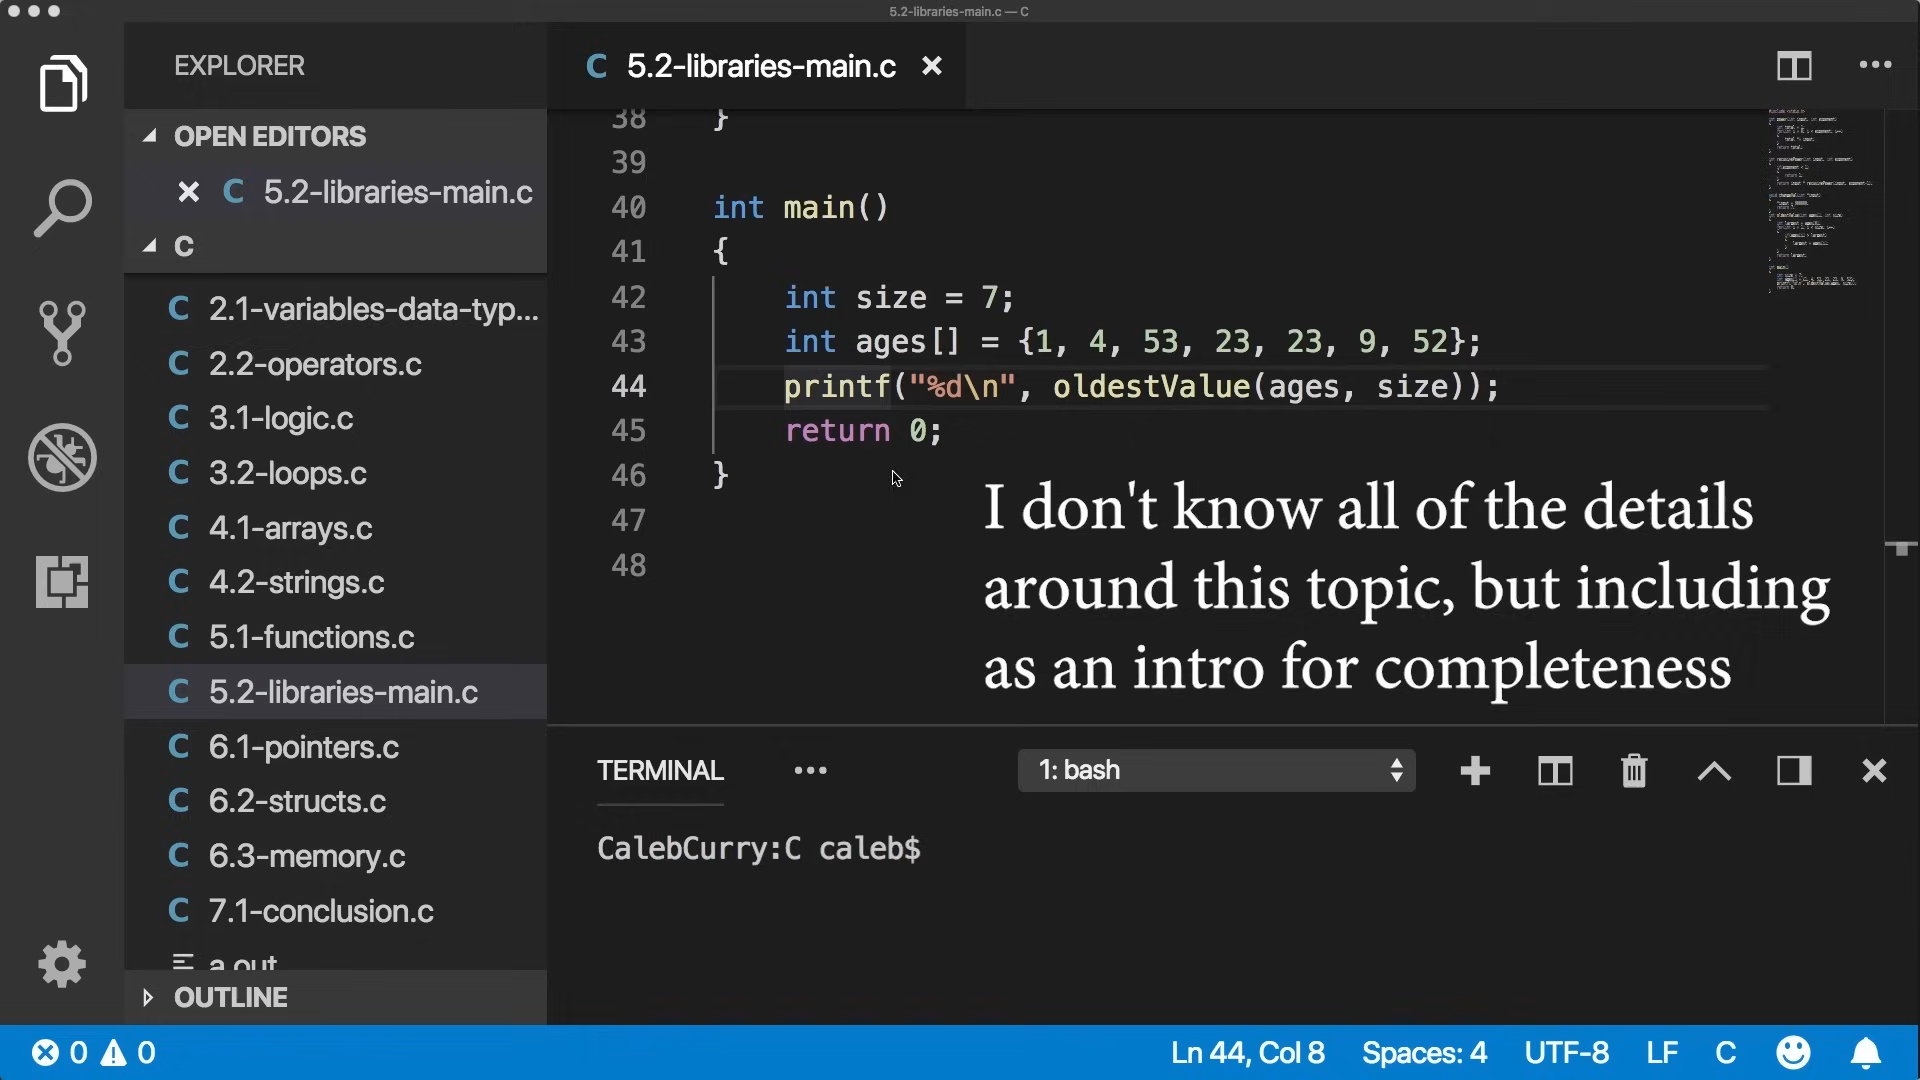 5.2-libraries-main.c — C
EXPLORER
C 5.2-libraries-main.c
OPEN EDITORS
C 5.2-libraries-main.c
C
C 2.1-variables-data-typ...
C 2.2-operators.c
C 3.1-logic.c
C 3.2-loops.c
C 4.1-arrays.c
C 4.2-strings.c
C 5.1-functions.c
C 5.2-libraries-main.c
C 6.1-pointers.c
C 6.2-structs.c
C 6.3-memory.c
C 7.1-conclusion.c
a.out
OUTLINE
38 }
39
40 int main()
41 {
42 int size = 7;
43 int ages[] = {1, 4, 53, 23, 23, 9, 52};
44 printf("%d\n", oldestValue(ages, size));
45 return 0;
46 }
47
48
I don't know all of the details
around this topic, but including
as an intro for completeness
TERMINAL
1: bash
CalebCurry:C caleb$
0 0
Ln 44, Col 8 Spaces: 4 UTF-8 LF C